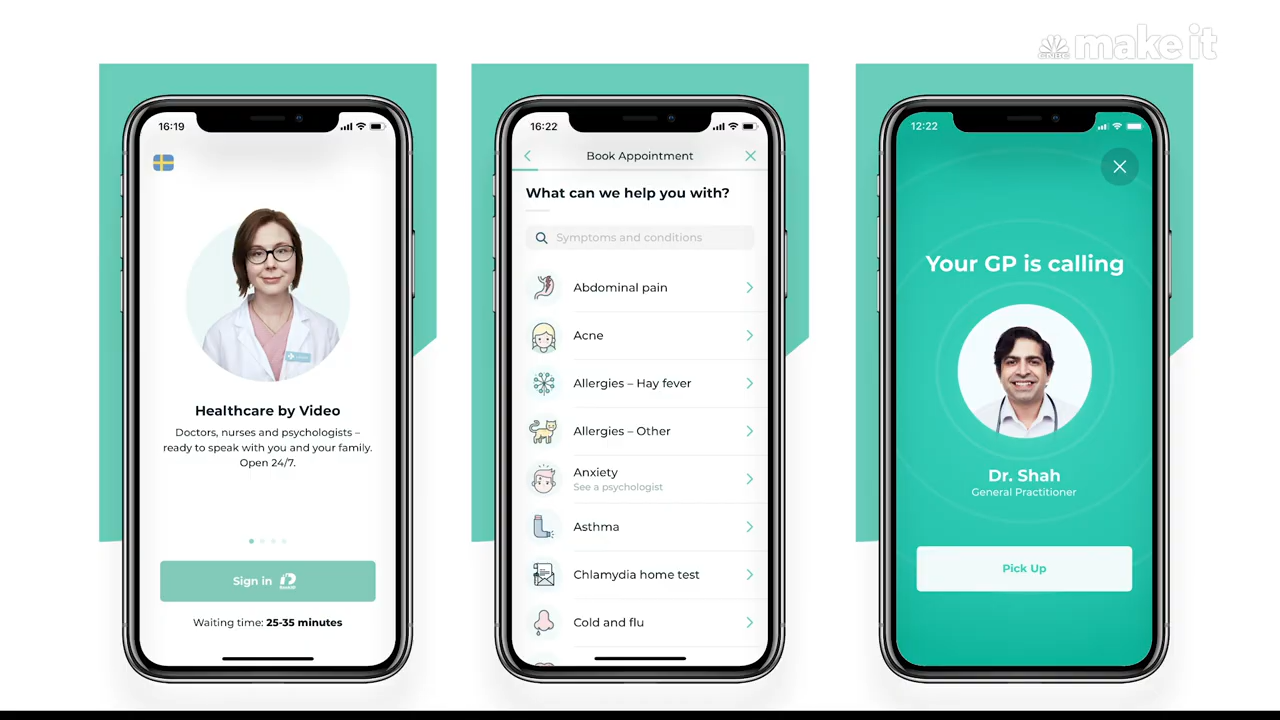 CNBC make it
16:19
Healthcare by Video
Doctors, nurses and psychologists –
ready to speak with you and your family.
Open 24/7.
Sign in
Waiting time: 25-35 minutes
16:22
Book Appointment
What can we help you with?
Symptoms and conditions
Abdominal pain
Acne
Allergies – Hay fever
Allergies – Other
Anxiety
See a psychologist
Asthma
Chlamydia home test
Cold and flu
12:22
Your GP is calling
Dr. Shah
General Practitioner
Pick Up